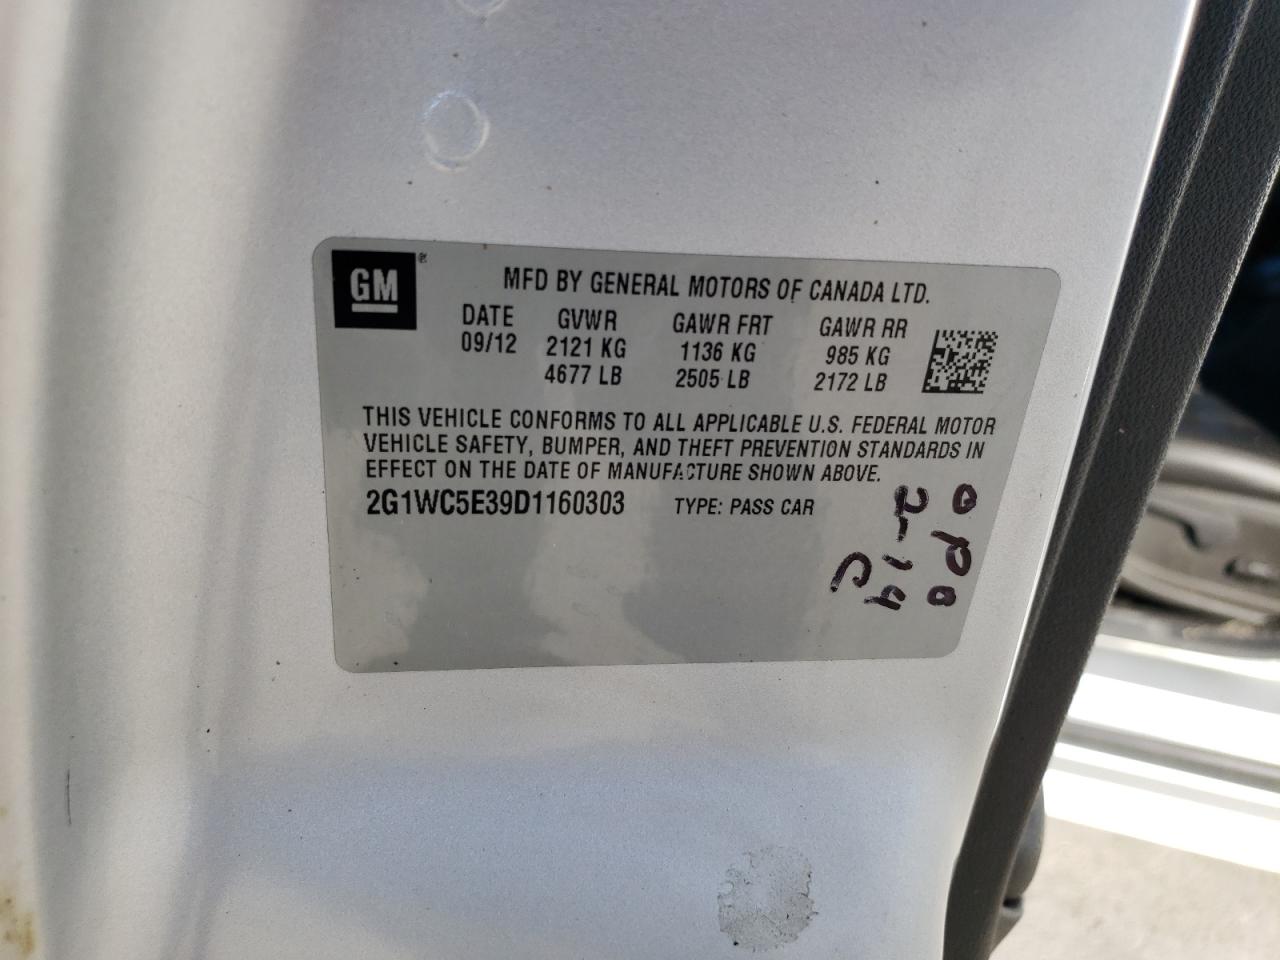 GM®
MFD BY GENERAL MOTORS OF CANADA LTD.
DATE GVWR GAWR FRT GAWR RR
09/12 2121 KG 1136 KG 985 KG
4677 LB 2505 LB 2172 LB
THIS VEHICLE CONFORMS TO ALL APPLICABLE U.S. FEDERAL MOTOR
VEHICLE SAFETY, BUMPER, AND THEFT PREVENTION STANDARDS IN
EFFECT ON THE DATE OF MANUFACTURE SHOWN ABOVE.
2G1WC5E39D1160303 TYPE: PASS CAR
2-14